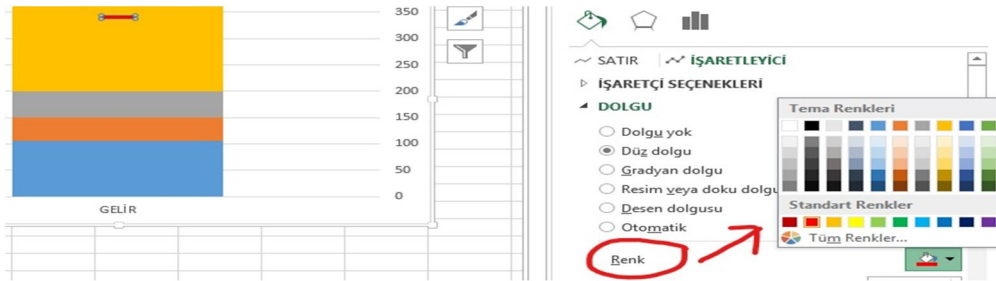 350
300
250
200
150
100
50
0
GELİR
SATIR İŞARETLEYİCİ
İŞARETÇİ SEÇENEKLERİ
DOLGU
Dolgu yok
Düz dolgu
Gradyan dolgu
Resim veya doku dolgu
Desen dolgusu
Otomatik
Renk
Tema Renkleri
Standart Renkler
Tüm Renkler...